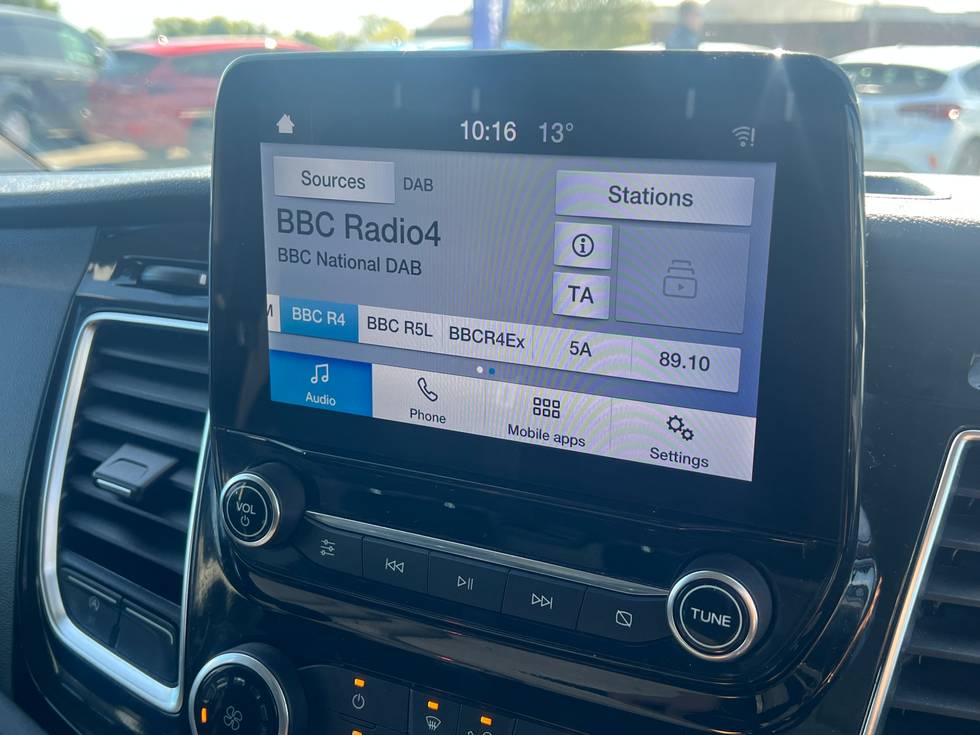 10:16 13°
Sources DAB Stations
BBC Radio4
BBC National DAB
TA
M BBC R4 BBC R5L BBCR4Ex 5A 89.10
Audio Phone Mobile apps Settings
VOL
TUNE